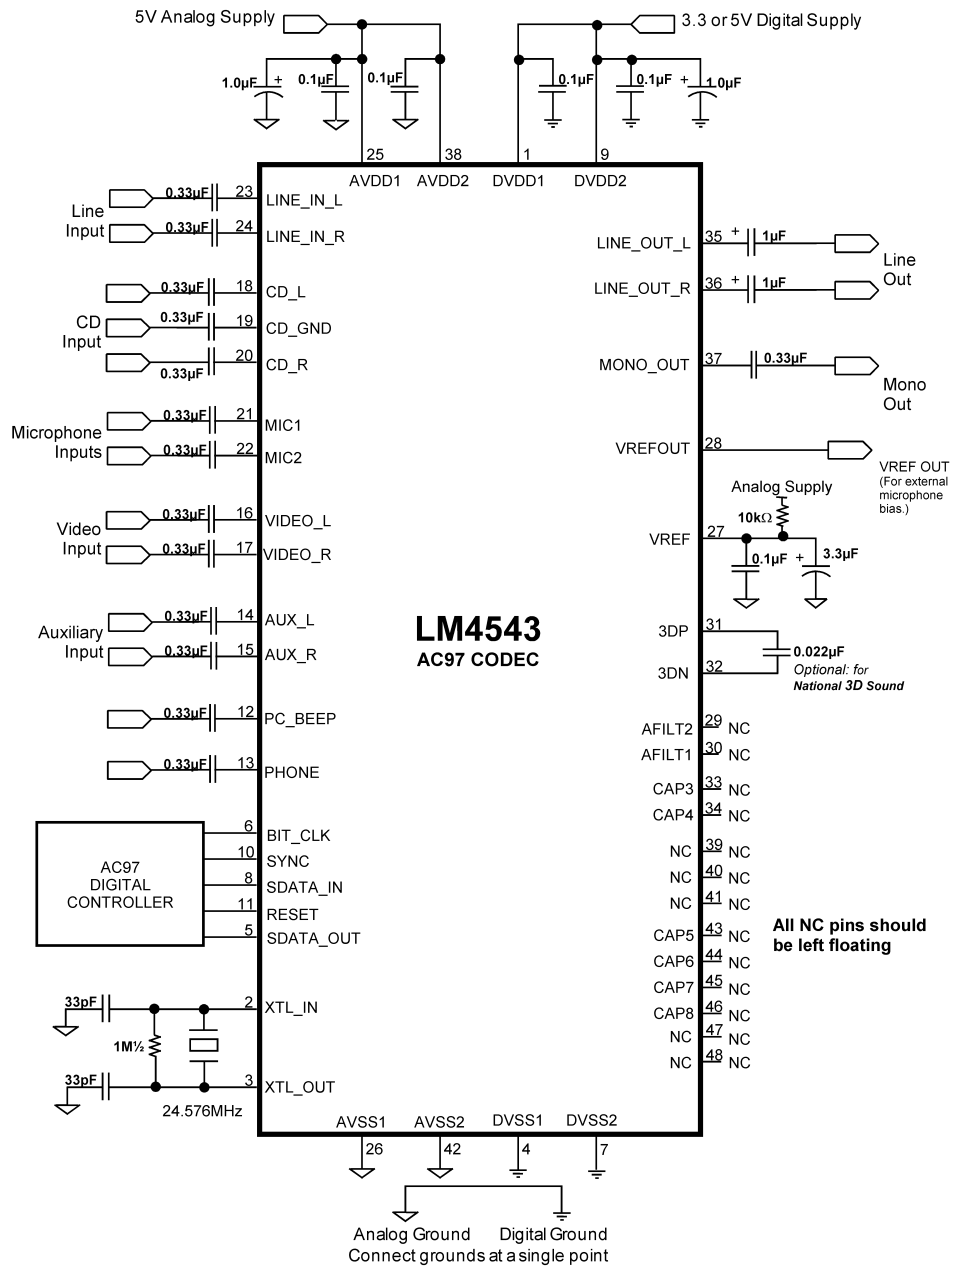 5V Analog Supply
3.3 or 5V Digital Supply
1.0µF +
0.1µF
0.1µF
0.1µF
0.1µF
+ 1.0µF
25
38
1
9
AVDD1
AVDD2
DVDD1
DVDD2
Line
Input
0.33µF
23
LINE_IN_L
0.33µF
24
LINE_IN_R
CD
Input
0.33µF
18
CD_L
0.33µF
19
CD_GND
0.33µF
20
CD_R
Microphone
Inputs
0.33µF
21
MIC1
0.33µF
22
MIC2
Video
Input
0.33µF
16
VIDEO_L
0.33µF
17
VIDEO_R
Auxiliary
Input
0.33µF
14
AUX_L
0.33µF
15
AUX_R
0.33µF
12
PC_BEEP
0.33µF
13
PHONE
AC97
DIGITAL
CONTROLLER
6
BIT_CLK
10
SYNC
8
SDATA_IN
11
RESET
5
SDATA_OUT
33pF
2
XTL_IN
1M½
33pF
3
XTL_OUT
24.576MHz
LM4543
AC97 CODEC
LINE_OUT_L
35
+
1µF
LINE_OUT_R
36
+
1µF
Line
Out
MONO_OUT
37
0.33µF
Mono
Out
VREFOUT
28
VREF OUT
(For external
microphone
bias.)
Analog Supply
10kΩ
VREF
27
0.1µF
+
3.3µF
3DP
31
3DN
32
0.022µF
Optional: for
National 3D Sound
AFILT2
29
NC
AFILT1
30
NC
CAP3
33
NC
CAP4
34
NC
NC
39
NC
NC
40
NC
NC
41
NC
CAP5
43
NC
CAP6
44
NC
CAP7
45
NC
CAP8
46
NC
NC
47
NC
NC
48
NC
All NC pins should
be left floating
AVSS1
AVSS2
DVSS1
DVSS2
26
42
4
7
Analog Ground
Digital Ground
Connect grounds at a single point